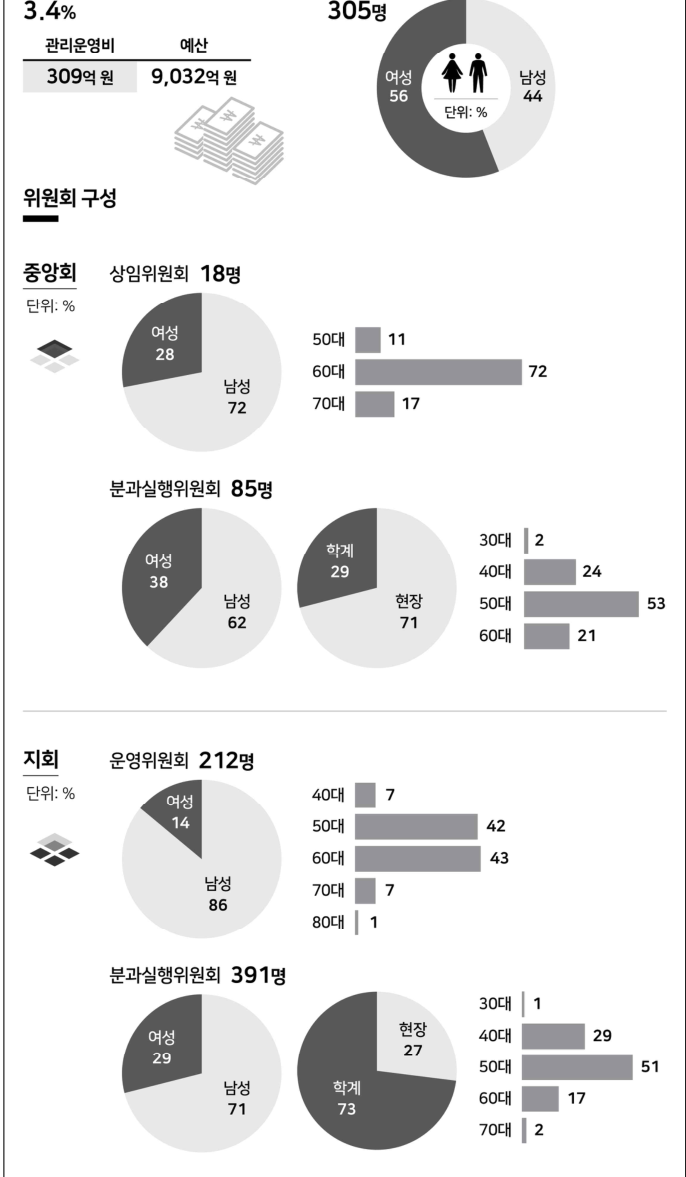 3.4%
관리운영비 예산
309억 원 9,032억 원
305명
여성
56
남성
44
단위: %
위원회 구성
중앙회
단위: %
상임위원회 18명
여성
28
남성
72
50대 11
60대 72
70대 17
분과실행위원회 85명
여성
38
남성
62
학계
29
현장
71
30대 2
40대 24
50대 53
60대 21
지회
단위: %
운영위원회 212명
여성
14
남성
86
40대 7
50대 42
60대 43
70대 7
80대 1
분과실행위원회 391명
여성
29
남성
71
현장
27
학계
73
30대 1
40대 29
50대 51
60대 17
70대 2